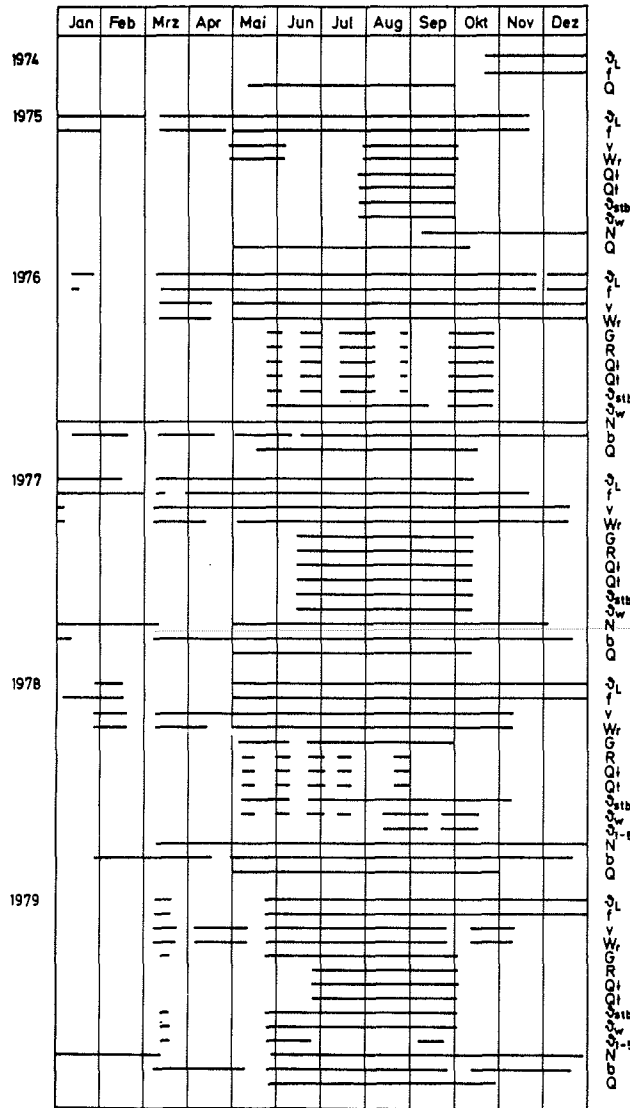 Jan Feb Mrz Apr Mai Jun Jul Aug Sep Okt Nov Dez
1974
ϑL
f
Q
1975
ϑL
f
v
Wr
Q↓
Q↑
ϑstb
ϑw
N
Q
1976
ϑL
f
v
Wr
G
R
Q↓
Q↑
ϑstb
ϑw
N
b
Q
1977
ϑL
f
v
Wr
G
R
Q↓
Q↑
ϑstb
ϑw
N
b
Q
1978
ϑL
f
v
Wr
G
R
Q↓
Q↑
ϑstb
ϑw
N
b
Q
1979
ϑL
f
v
Wr
G
R
Q↓
Q↑
ϑstb
ϑw
N
b
Q